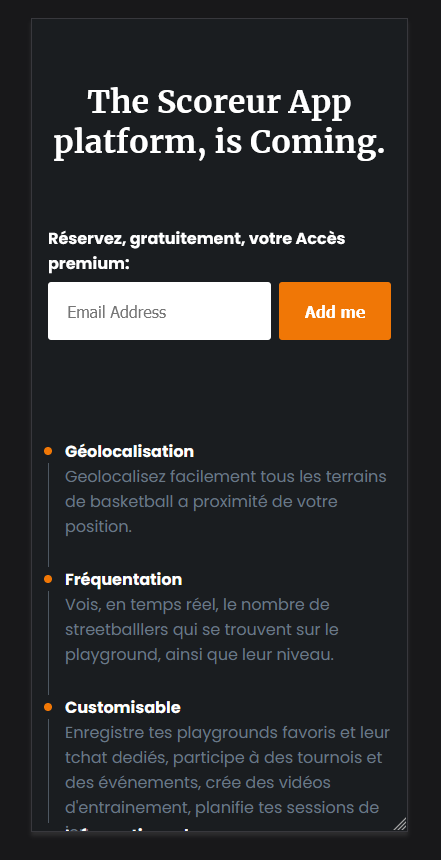 The Scoreur App
platform, is Coming.
Réservez, gratuitement, votre Accès
premium:
Email Address
Add me
Géolocalisation
Geolocalisez facilement tous les terrains
de basketball a proximité de votre
position.
Fréquentation
Vois, en temps réel, le nombre de
streetballlers qui se trouvent sur le
playground, ainsi que leur niveau.
Customisable
Enregistre tes playgrounds favoris et leur
tchat dediés, participe à des tournois et
des événements, crée des vidéos
d'entrainement, planifie tes sessions de